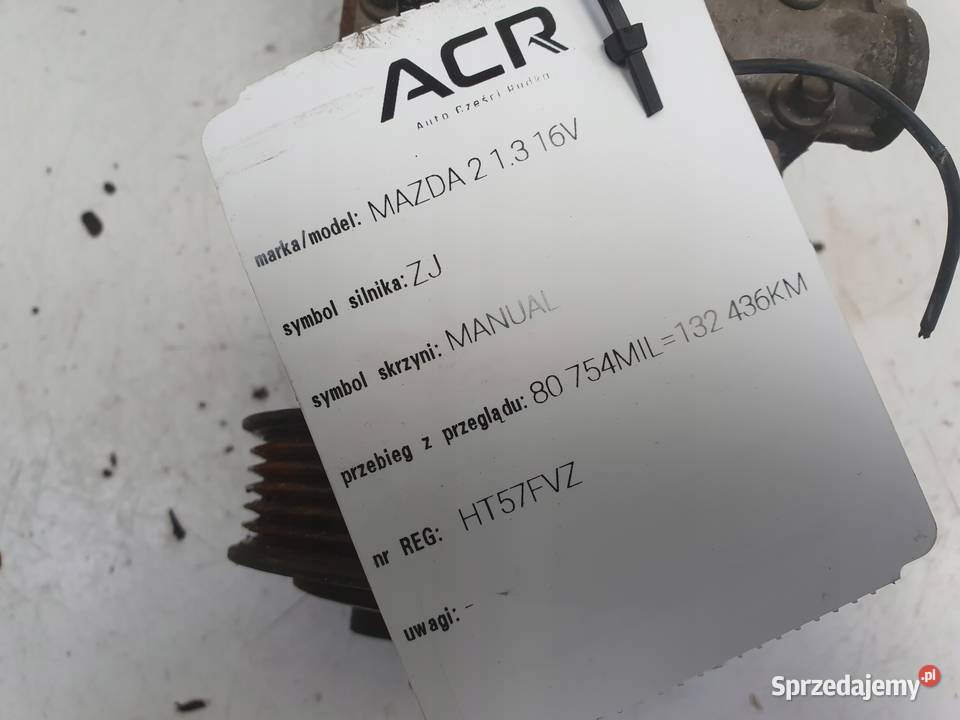 ACR
Auto Części Rudka
marka/model: MAZDA 2 1.3 16V
symbol silnika: ZJ
symbol skrzyni: MANUAL
przebieg z przeglądu: 80 754MIL=132 436KM
nr REG: HT57FVZ
uwagi: -
Sprzedajemy.pl